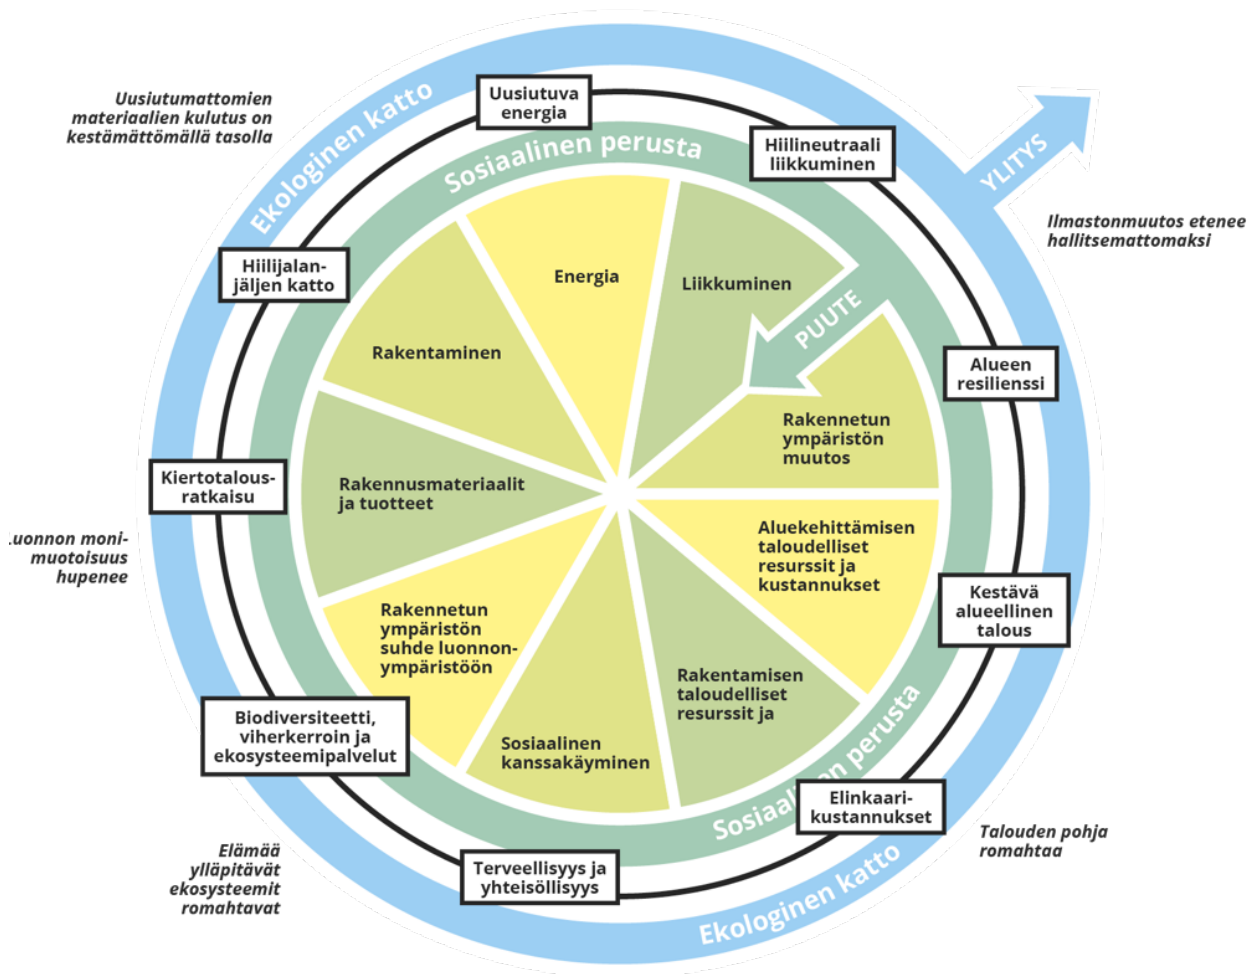 Uusiutumattomien
materiaalien kulutus on
kestämättömällä tasolla
Ekologinen katto
Uusiutuva
energia
Sosiaalinen perusta
Hiilineutraali
liikkuminen
YLITYS
Ilmastonmuutos etenee
hallitsemattomaksi
Hiilijalan-
jäljen katto
Energia
Liikkuminen
PUUTE
Rakentaminen
Alueen
resilienssi
Rakennetun
ympäristön
muutos
Kiertotalous-
ratkaisu
Rakennusmateriaalit
ja tuotteet
Luonnon moni-
muotoisuus
hupenee
Aluekehittämisen
taloudelliset
resurssit ja
kustannukset
Kestävä
alueellinen
talous
Rakennetun
ympäristön
suhde luonnon-
ympäristöön
Rakentamisen
taloudelliset
resurssit ja
Biodiversiteetti,
viherkerroin ja
ekosysteemipalvelut
Sosiaalinen
kanssakäyminen
Sosiaalinen perusta
Elinkaari-
kustannukset
Talouden pohja
romahtaa
Elämää
ylläpitävät
ekosysteemit
romahtavat
Terveellisyys ja
yhteisöllisyys
Ekologinen katto